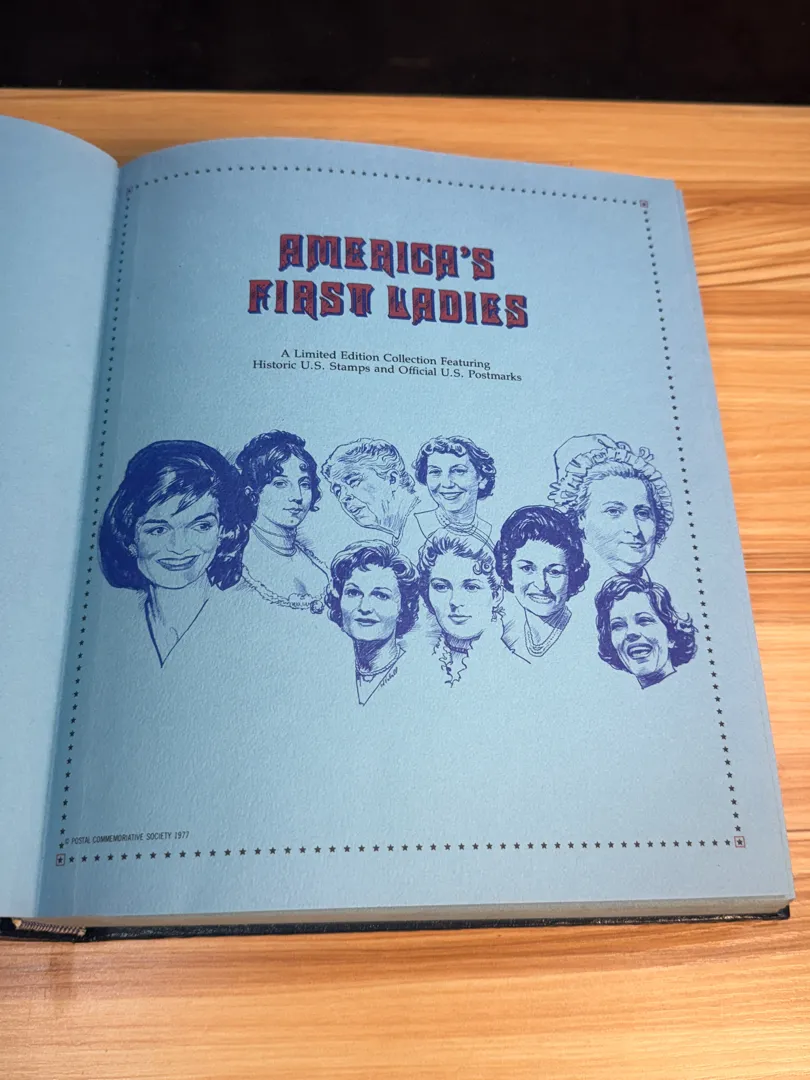 AMERICA'S
FIRST LADIES
A Limited Edition Collection Featuring
Historic U.S. Stamps and Official U.S. Postmarks
© POSTAL COMMEMORATIVE SOCIETY 1977